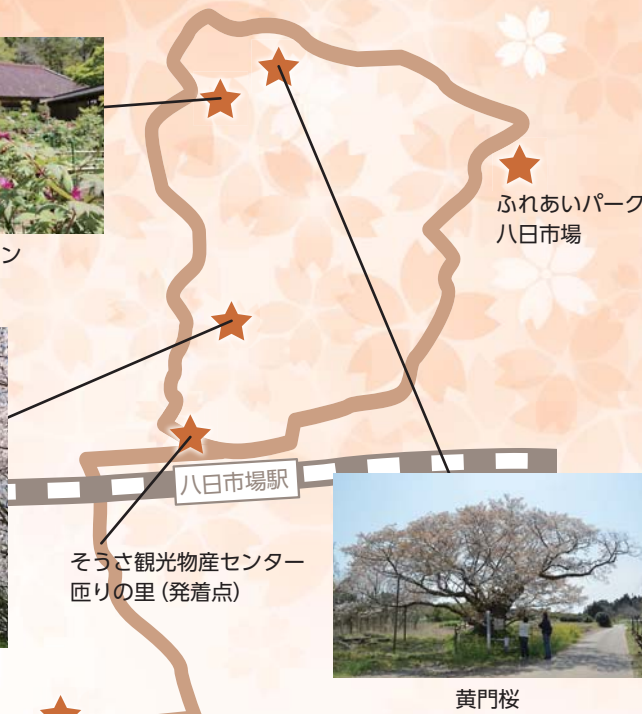 ン
ふれあいパーク
八日市場
八日市場駅
そうさ観光物産センター
匝りの里（発着点）
黄門桜